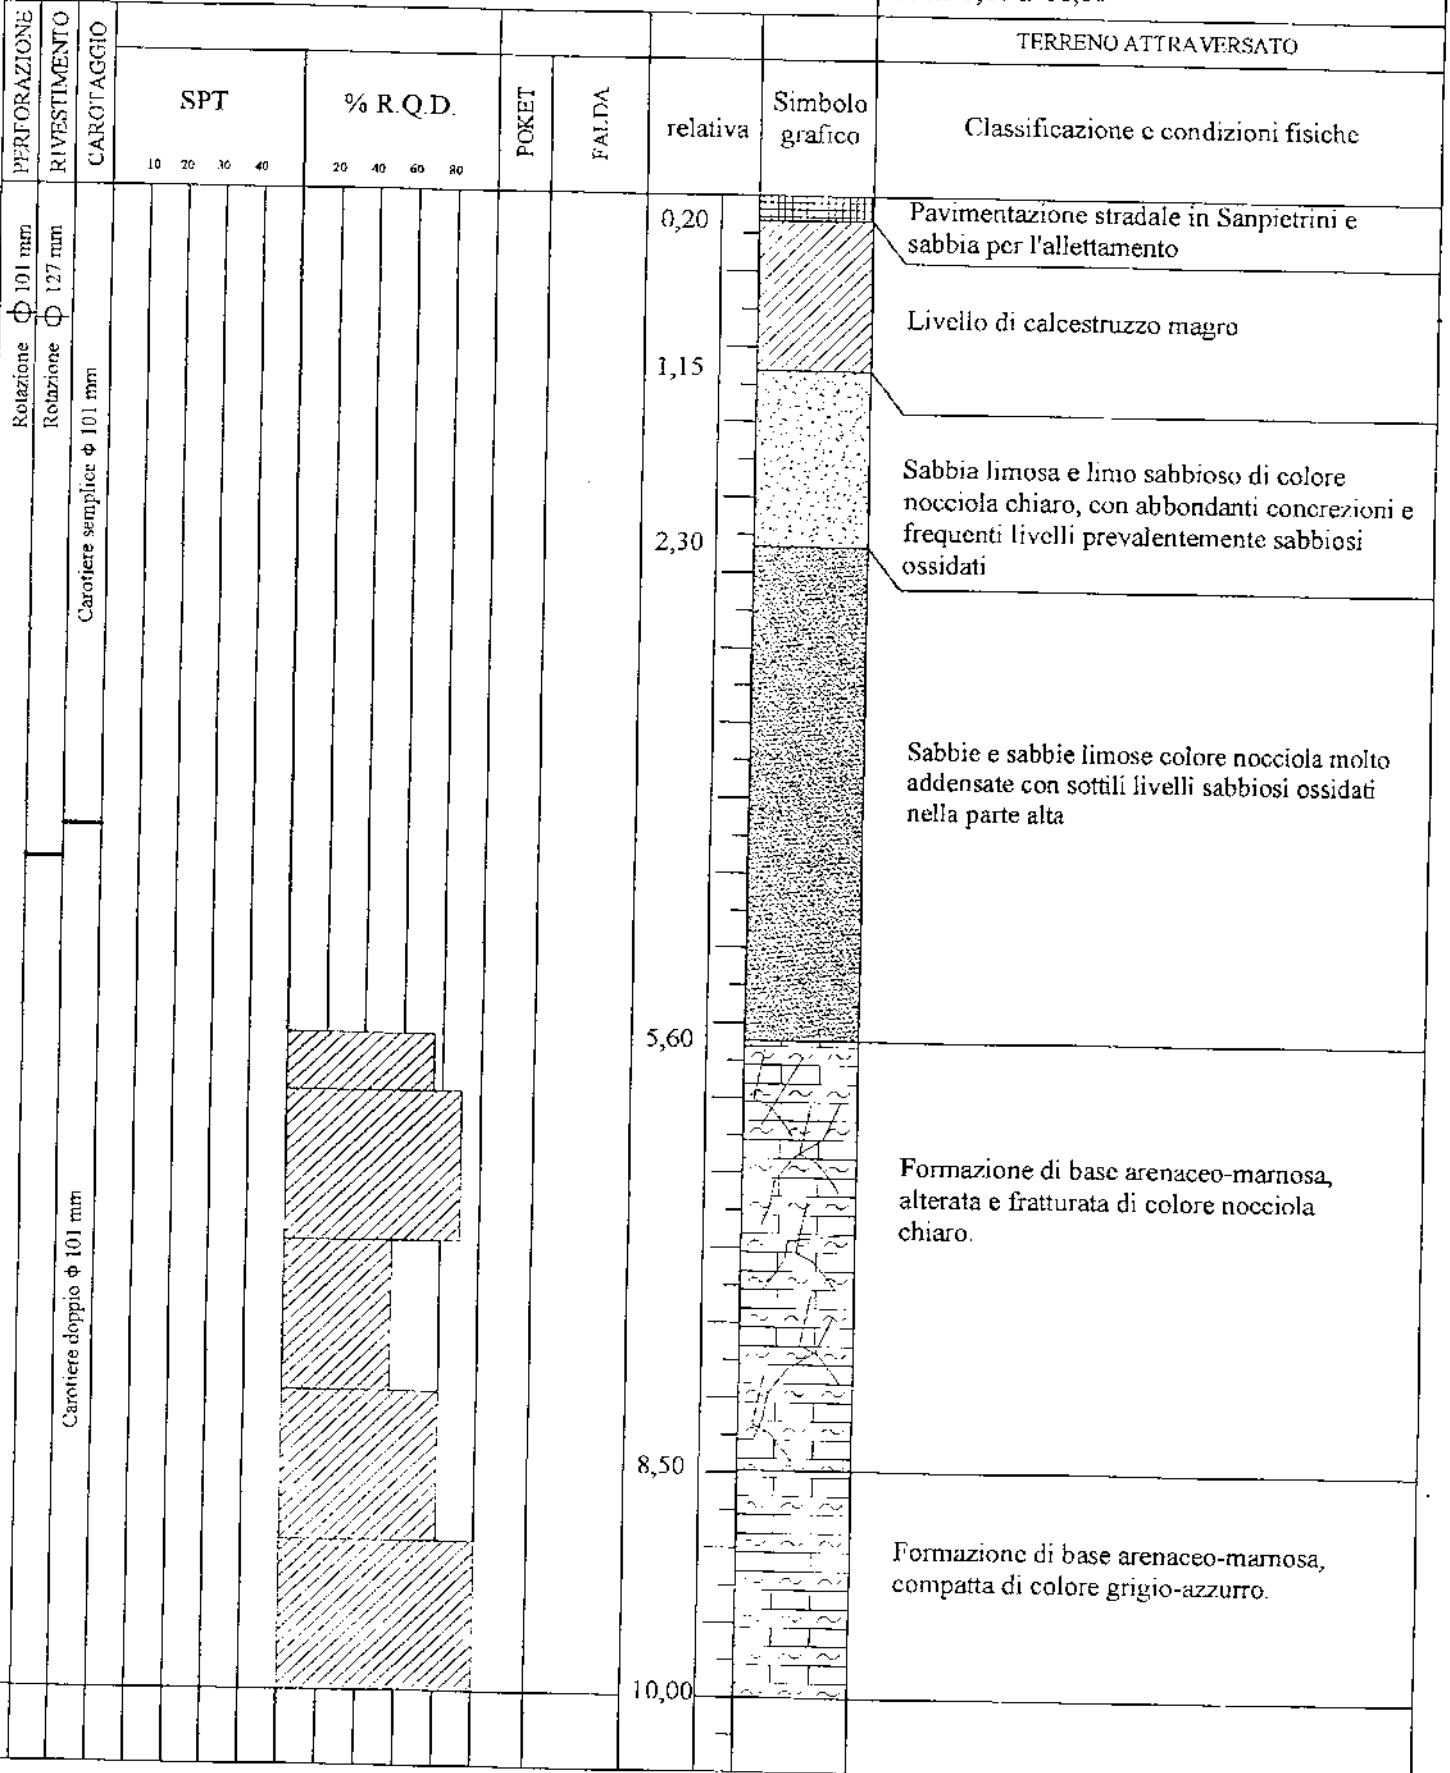 TERRENO ATTRAVERSATO
PERFORAZIONE
RIVESTIMENTO
CAROTAGGIO
SPT
10 20 30 40
% R.Q.D.
20 40 60 80
POKET
FALDA
relativa
Simbolo
grafico
Classificazione e condizioni fisiche
Rotazione Φ 101 mm
Rotazione Φ 127 mm
Carotiere semplice Φ 101 mm
Carotiere doppio Φ 101 mm
0,20
Pavimentazione stradale in Sanpietrini e
sabbia per l'allettamento
Livello di calcestruzzo magro
1,15
Sabbia limosa e limo sabbioso di colore
nocciola chiaro, con abbondanti concrezioni e
frequenti livelli prevalentemente sabbiosi
ossidati
2,30
Sabbie e sabbie limose colore nocciola molto
addensate con sottili livelli sabbiosi ossidati
nella parte alta
5,60
Formazione di base arenaceo-marnosa,
alterata e fratturata di colore nocciola
chiaro.
8,50
Formazione di base arenaceo-marnosa,
compatta di colore grigio-azzurro.
10,00